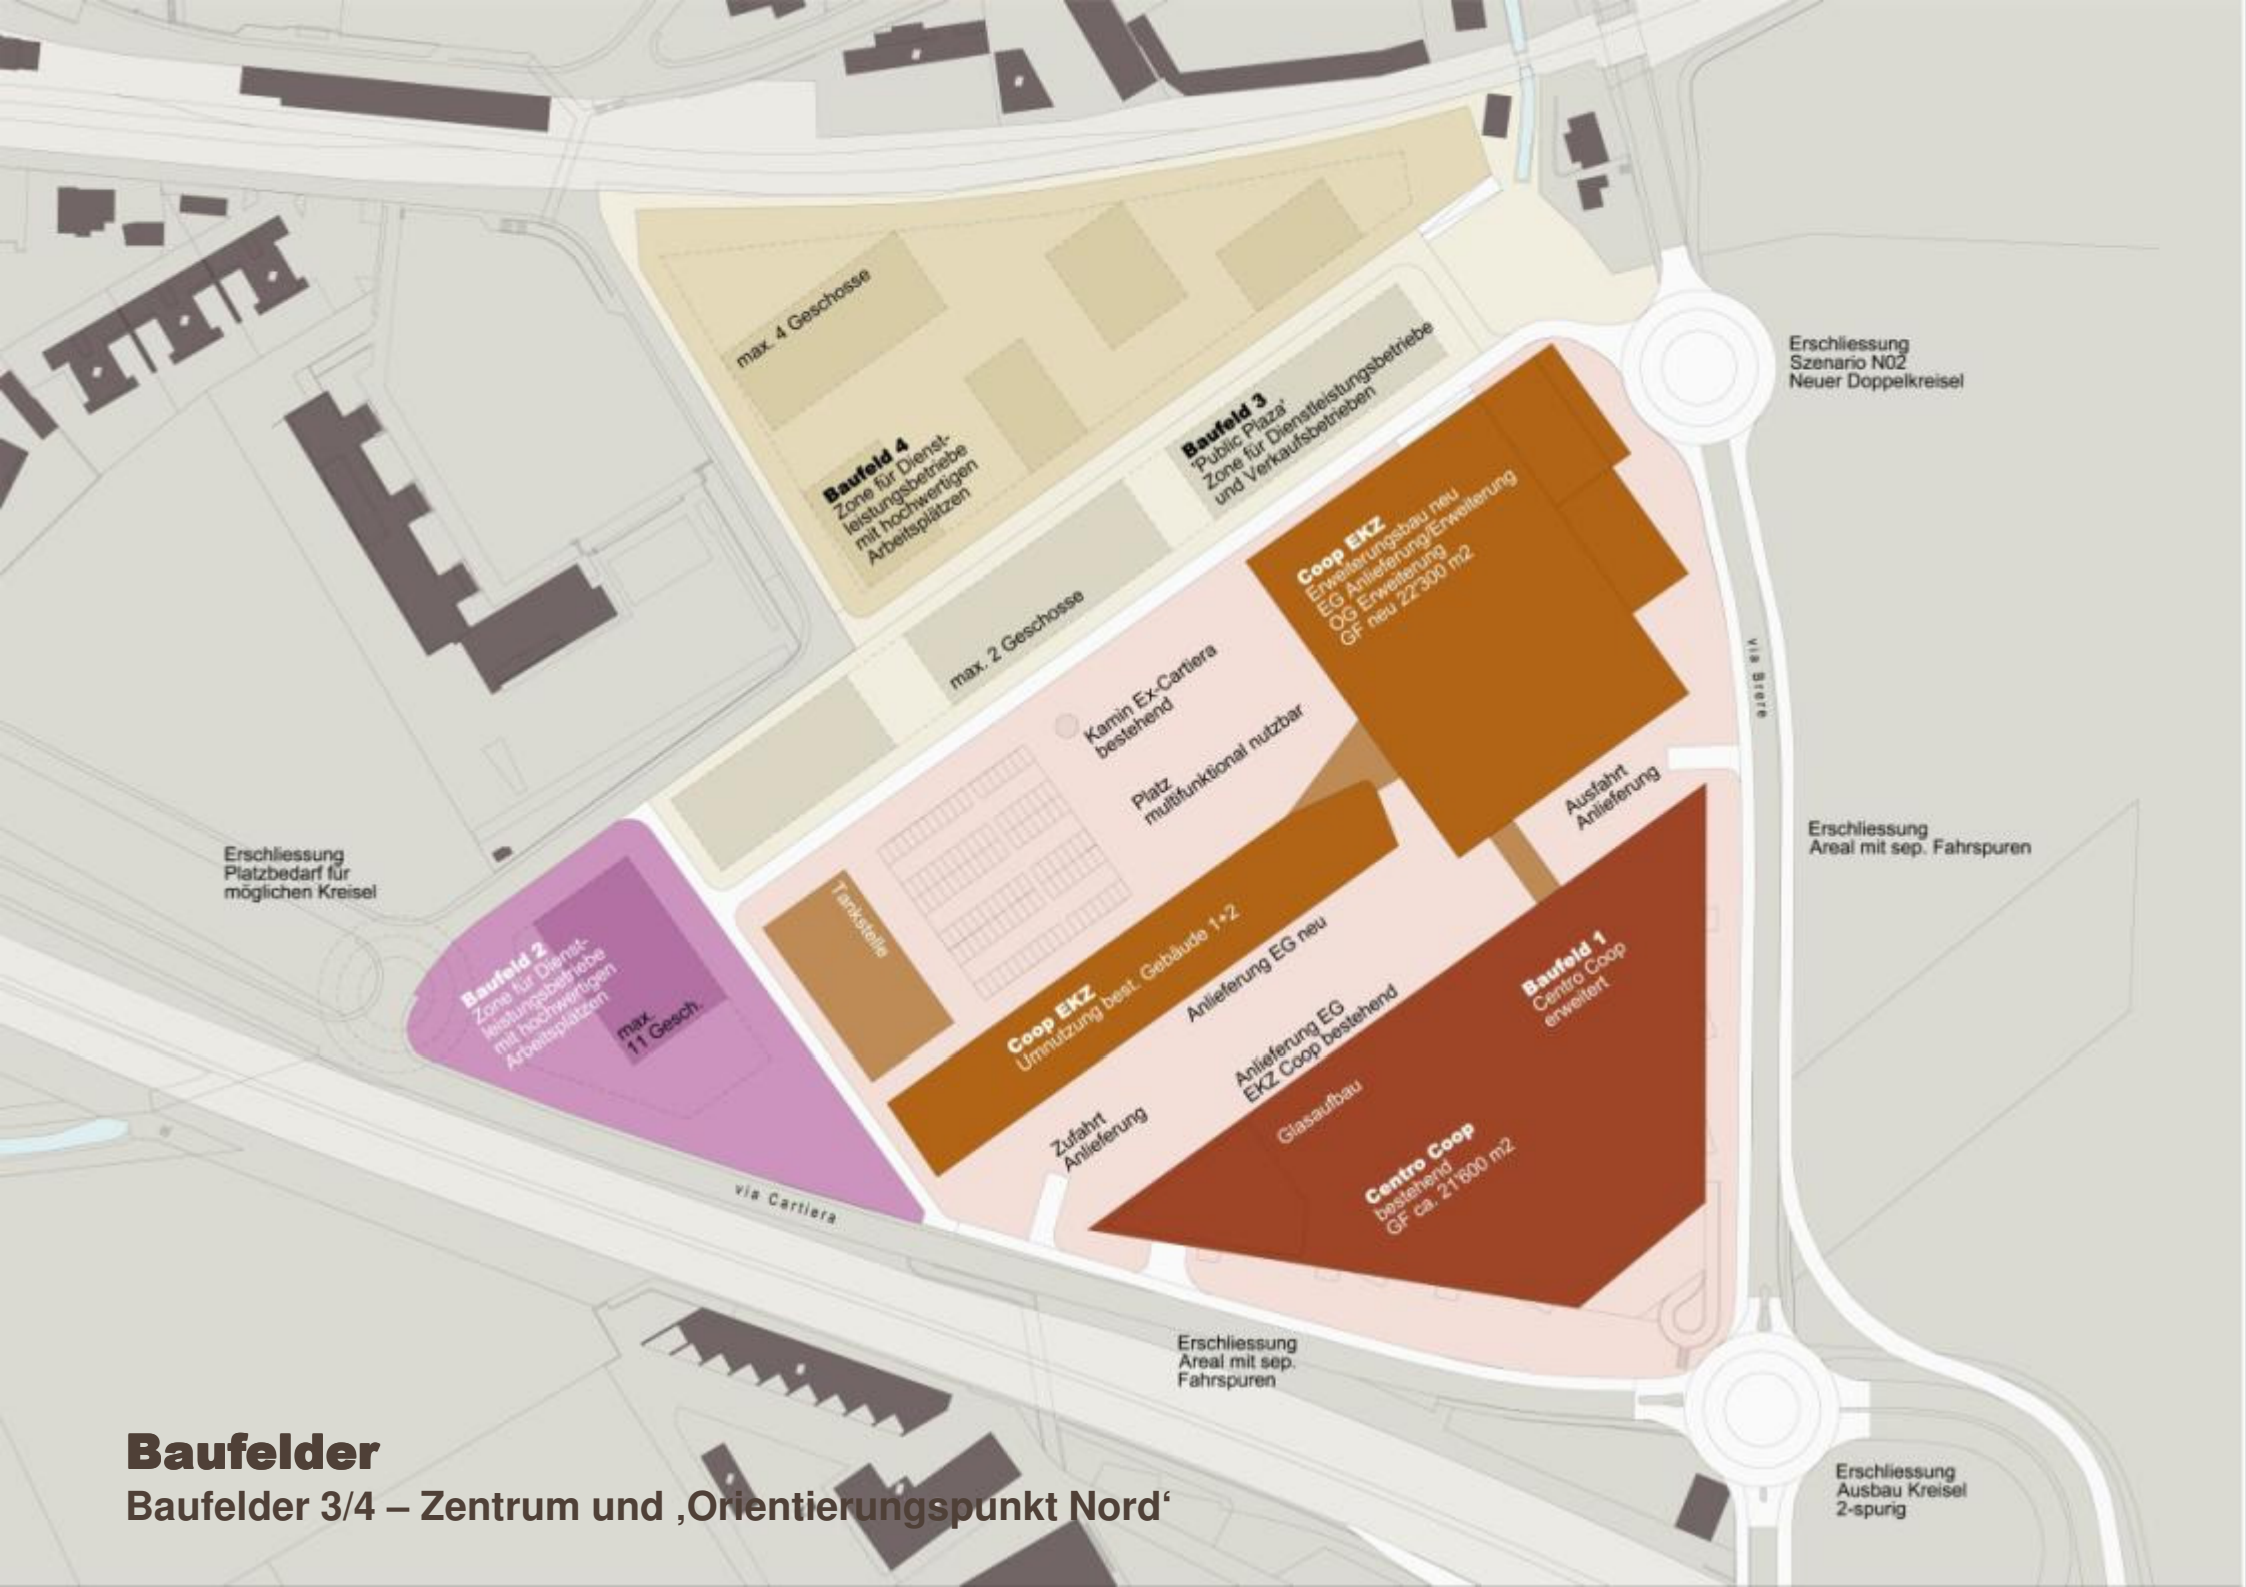 max. 4 Geschosse
Baufeld 4
Zone für Dienst-
leistungsbetriebe
mit hochwertigen
Arbeitsplätzen
Baufeld 3
'Public Plaza'
Zone für Dienstleistungsbetriebe
und Verkaufsbetrieben
max. 2 Geschosse
Erschliessung
Szenario N02
Neuer Doppelkreisel
Coop EKZ
Erweiterungsbau neu
EG Anlieferung/Erweiterung
OG Erweiterung
GF neu 22'300 m2
Kamin Ex-Cartiera
bestehend
Platz
multifunktional nutzbar
via Brere
Ausfahrt
Anlieferung
Erschliessung
Areal mit sep. Fahrspuren
Erschliessung
Platzbedarf für
möglichen Kreisel
Tankstelle
Baufeld 2
Zone für Dienst-
leistungsbetriebe
mit hochwertigen
Arbeitsplätzen
max.
11 Gesch.
Coop EKZ
Umnutzung best. Gebäude 1+2
Anlieferung EG neu
Anlieferung EG
EKZ Coop bestehend
Baufeld 1
Centro Coop
erweitert
Glasaufbau
Zufahrt
Anlieferung
Centro Coop
bestehend
GF ca. 21'600 m2
via Cartiera
Erschliessung
Areal mit sep.
Fahrspuren
Erschliessung
Ausbau Kreisel
2-spurig
Baufelder
Baufelder 3/4 – Zentrum und ‚Orientierungspunkt Nord‘